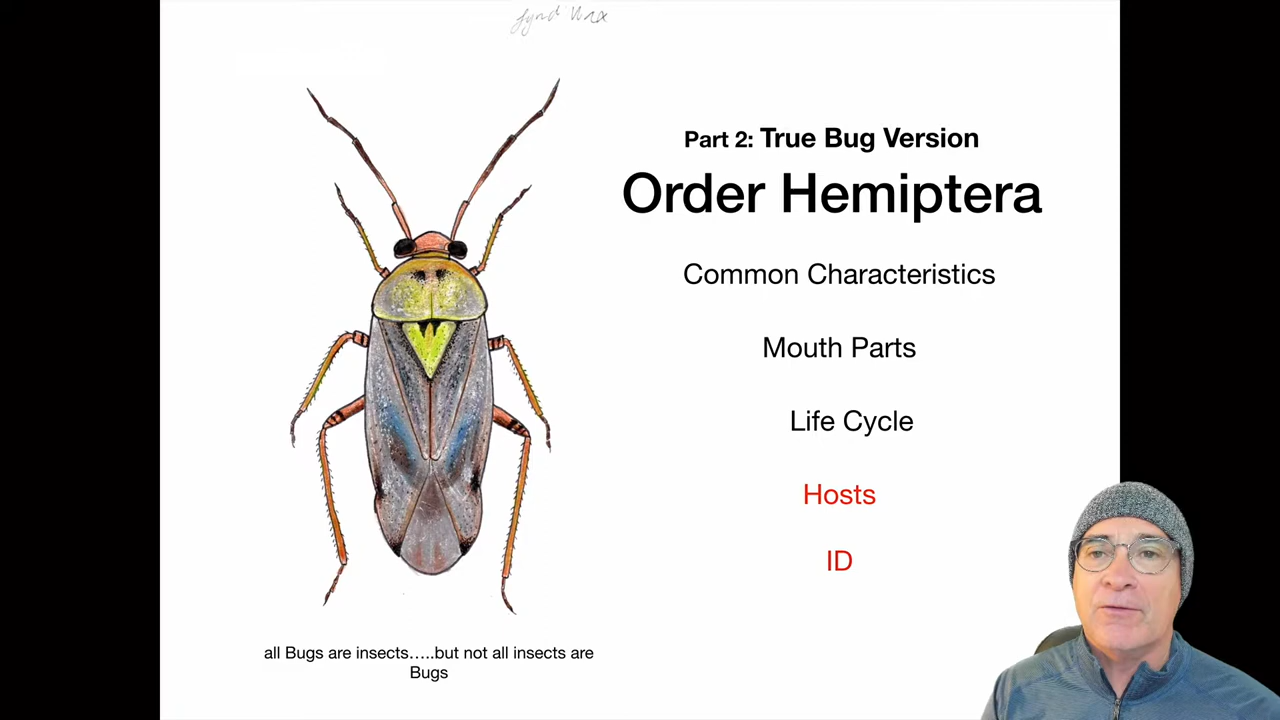 Part 2: True Bug Version
Order Hemiptera
Common Characteristics
Mouth Parts
Life Cycle
Hosts
ID
all Bugs are insects…..but not all insects are
Bugs